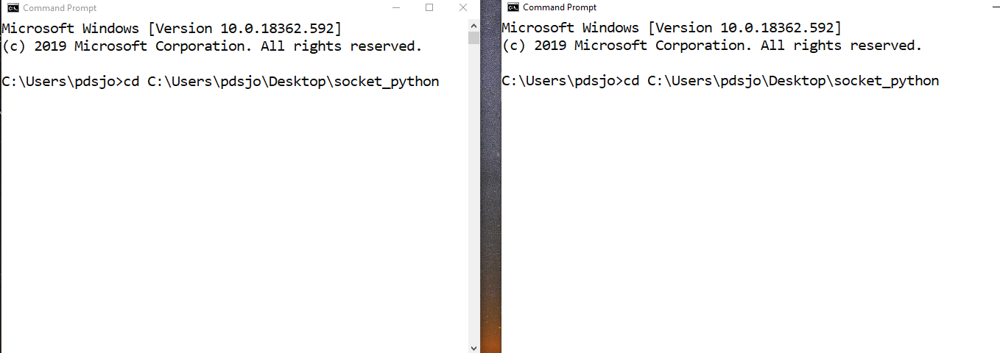 Command Prompt
Microsoft Windows [Version 10.0.18362.592]
(c) 2019 Microsoft Corporation. All rights reserved.
C:\Users\pdsjo>cd C:\Users\pdsjo\Desktop\socket_python
Command Prompt
Microsoft Windows [Version 10.0.18362.592]
(c) 2019 Microsoft Corporation. All rights reserved.
C:\Users\pdsjo>cd C:\Users\pdsjo\Desktop\socket_python